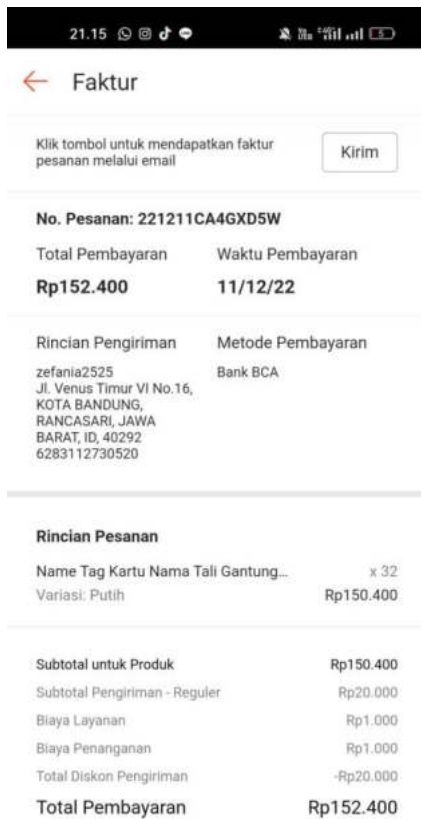 21.15
Faktur
Klik tombol untuk mendapatkan faktur
pesanan melalui email
Kirim
No. Pesanan: 221211CA4GXD5W
Total Pembayaran Waktu Pembayaran
Rp152.400 11/12/22
Rincian Pengiriman Metode Pembayaran
zefania2525 Bank BCA
Jl. Venus Timur VI No.16,
KOTA BANDUNG,
RANCASARI, JAWA
BARAT, ID, 40292
6283112730520
Rincian Pesanan
Name Tag Kartu Nama Tali Gantung... x 32
Variasi: Putih Rp150.400
Subtotal untuk Produk Rp150.400
Subtotal Pengiriman - Reguler Rp20.000
Biaya Layanan Rp1.000
Biaya Penanganan Rp1.000
Total Diskon Pengiriman -Rp20.000
Total Pembayaran Rp152.400